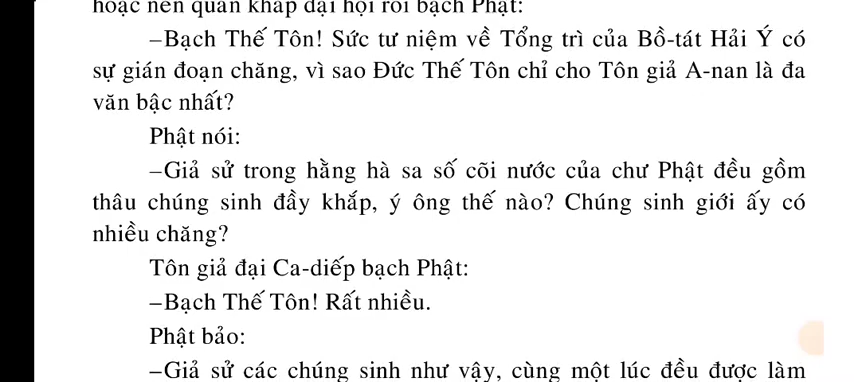 hoặc nên quán khắp đại hội rồi bạch Phật:
–Bạch Thế Tôn! Sức tư niệm về Tổng trì của Bồ-tát Hải Ý có
sự gián đoạn chăng, vì sao Đức Thế Tôn chỉ cho Tôn giả A-nan là đa
văn bậc nhất?
Phật nói:
–Giả sử trong hằng hà sa số cõi nước của chư Phật đều gồm
thâu chúng sinh đầy khắp, ý ông thế nào? Chúng sinh giới ấy có
nhiều chăng?
Tôn giả đại Ca-diếp bạch Phật:
–Bạch Thế Tôn! Rất nhiều.
Phật bảo:
–Giả sử các chúng sinh như vậy, cùng một lúc đều được làm